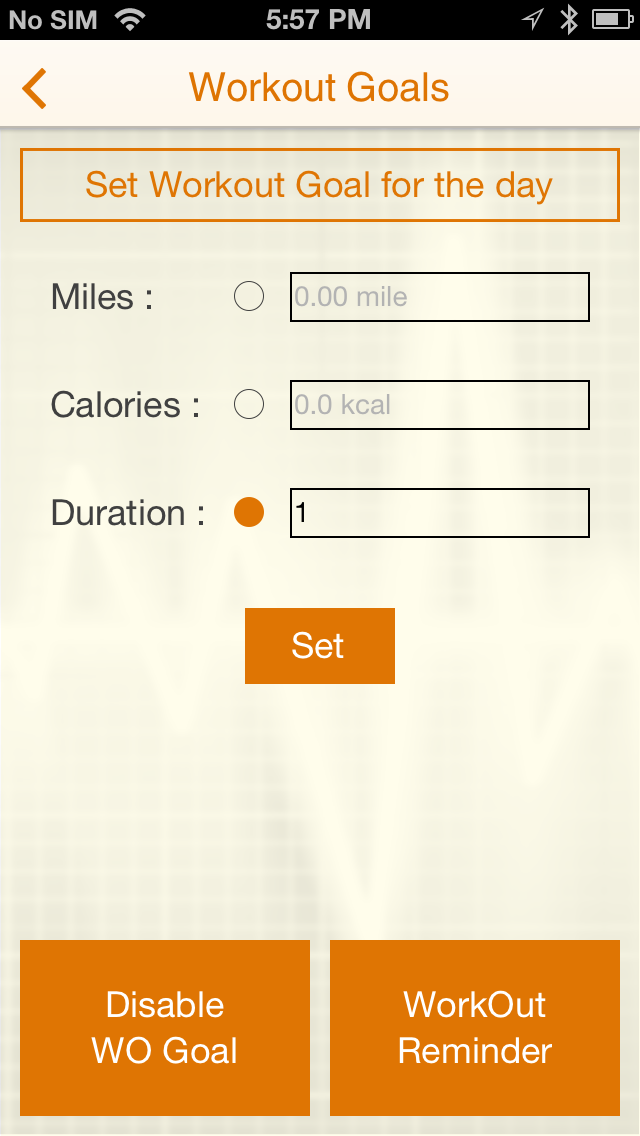 No SIM 5:57 PM
Workout Goals
Set Workout Goal for the day
Miles : 0.00 mile
Calories : 0.0 kcal
Duration : 1
Set
Disable
WO Goal
WorkOut
Reminder